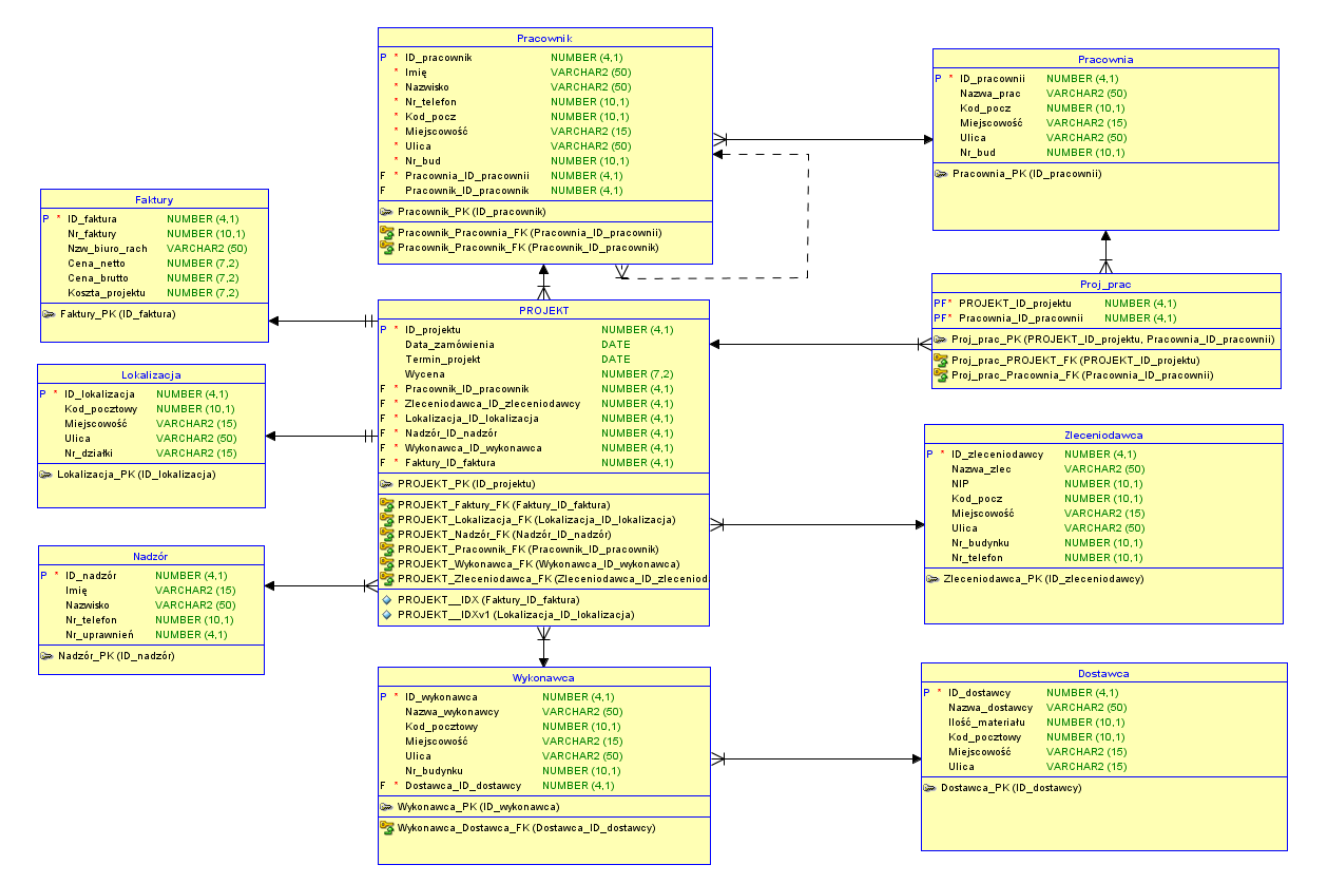 Pracownik
P * ID_pracownik NUMBER (4,1)
* Imię VARCHAR2 (50)
* Nazwisko VARCHAR2 (50)
* Nr_telefon NUMBER (10,1)
* Kod_pocz NUMBER (10,1)
* Miejscowość VARCHAR2 (15)
* Ulica VARCHAR2 (50)
* Nr_bud NUMBER (10,1)
F * Pracownia_ID_pracownii NUMBER (4,1)
F Pracownik_ID_pracownik NUMBER (4,1)
Pracownik_PK (ID_pracownik)
Pracownik_Pracownia_FK (Pracownia_ID_pracownii)
Pracownik_Pracownik_FK (Pracownik_ID_pracownik)
Pracownia
P * ID_pracownii NUMBER (4,1)
Nazwa_prac VARCHAR2 (50)
Kod_pocz NUMBER (10,1)
Miejscowość VARCHAR2 (15)
Ulica VARCHAR2 (50)
Nr_bud NUMBER (10,1)
Pracownia_PK (ID_pracownii)
Faktury
P * ID_faktura NUMBER (4,1)
Nr_faktury NUMBER (10,1)
Nzw_biuro_rach VARCHAR2 (50)
Cena_netto NUMBER (7,2)
Cena_brutto NUMBER (7,2)
Koszta_projektu NUMBER (7,2)
Faktury_PK (ID_faktura)
PROJEKT
P * ID_projektu NUMBER (4,1)
Data_zamówienia DATE
Termin_projekt DATE
Wycena NUMBER (7,2)
F * Pracownik_ID_pracownik NUMBER (4,1)
F * Zleceniodawca_ID_zleceniodawcy NUMBER (4,1)
F * Lokalizacja_ID_lokalizacja NUMBER (4,1)
F * Nadzór_ID_nadzór NUMBER (4,1)
F * Wykonawca_ID_wykonawca NUMBER (4,1)
F * Faktury_ID_faktura NUMBER (4,1)
PROJEKT_PK (ID_projektu)
PROJEKT_Faktury_FK (Faktury_ID_faktura)
PROJEKT_Lokalizacja_FK (Lokalizacja_ID_lokalizacja)
PROJEKT_Nadzór_FK (Nadzór_ID_nadzór)
PROJEKT_Pracownik_FK (Pracownik_ID_pracownik)
PROJEKT_Wykonawca_FK (Wykonawca_ID_wykonawca)
PROJEKT_Zleceniodawca_FK (Zleceniodawca_ID_zleceniod
PROJEKT__IDX (Faktury_ID_faktura)
PROJEKT__IDXv1 (Lokalizacja_ID_lokalizacja)
Proj_prac
PF* PROJEKT_ID_projektu NUMBER (4,1)
PF* Pracownia_ID_pracownii NUMBER (4,1)
Proj_prac_PK (PROJEKT_ID_projektu, Pracownia_ID_pracownii)
Proj_prac_PROJEKT_FK (PROJEKT_ID_projektu)
Proj_prac_Pracownia_FK (Pracownia_ID_pracownii)
Lokalizacja
P * ID_lokalizacja NUMBER (4,1)
Kod_pocztowy NUMBER (10,1)
Miejscowość VARCHAR2 (15)
Ulica VARCHAR2 (50)
Nr_działki VARCHAR2 (15)
Lokalizacja_PK (ID_lokalizacja)
Zleceniodawca
P * ID_zleceniodawcy NUMBER (4,1)
Nazwa_zlec VARCHAR2 (50)
NIP NUMBER (10,1)
Kod_pocz NUMBER (10,1)
Miejscowość VARCHAR2 (15)
Ulica VARCHAR2 (50)
Nr_budynku NUMBER (10,1)
Nr_telefon NUMBER (10,1)
Zleceniodawca_PK (ID_zleceniodawcy)
Nadzór
P * ID_nadzór NUMBER (4,1)
Imię VARCHAR2 (15)
Nazwisko VARCHAR2 (50)
Nr_telefon NUMBER (10,1)
Nr_uprawnień NUMBER (4,1)
Nadzór_PK (ID_nadzór)
Wykonawca
P * ID_wykonawca NUMBER (4,1)
Nazwa_wykonawcy VARCHAR2 (50)
Kod_pocztowy NUMBER (10,1)
Miejscowość VARCHAR2 (15)
Ulica VARCHAR2 (50)
Nr_budynku NUMBER (10,1)
F * Dostawca_ID_dostawcy NUMBER (4,1)
Wykonawca_PK (ID_wykonawca)
Wykonawca_Dostawca_FK (Dostawca_ID_dostawcy)
Dostawca
P * ID_dostawcy NUMBER (4,1)
Nazwa_dostawcy VARCHAR2 (50)
Ilość_materiału NUMBER (10,1)
Kod_pocztowy NUMBER (10,1)
Miejscowość VARCHAR2 (15)
Ulica VARCHAR2 (15)
Dostawca_PK (ID_dostawcy)